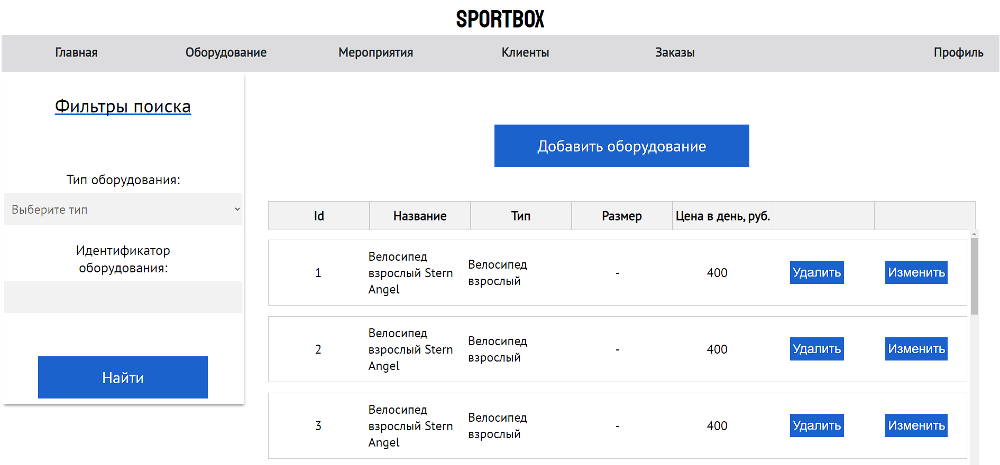 SPORTBOX
Главная Оборудование Мероприятия Клиенты Заказы Профиль
Фильтры поиска
Тип оборудования:
Выберите тип
Идентификатор
оборудования:
Найти
Добавить оборудование
Id Название Тип Размер Цена в день, руб.
1
Велосипед
взрослый Stern
Angel
Велосипед
взрослый
-
400
Удалить
Изменить
2
Велосипед
взрослый Stern
Angel
Велосипед
взрослый
-
400
Удалить
Изменить
3
Велосипед
взрослый Stern
Angel
Велосипед
взрослый
-
400
Удалить
Изменить